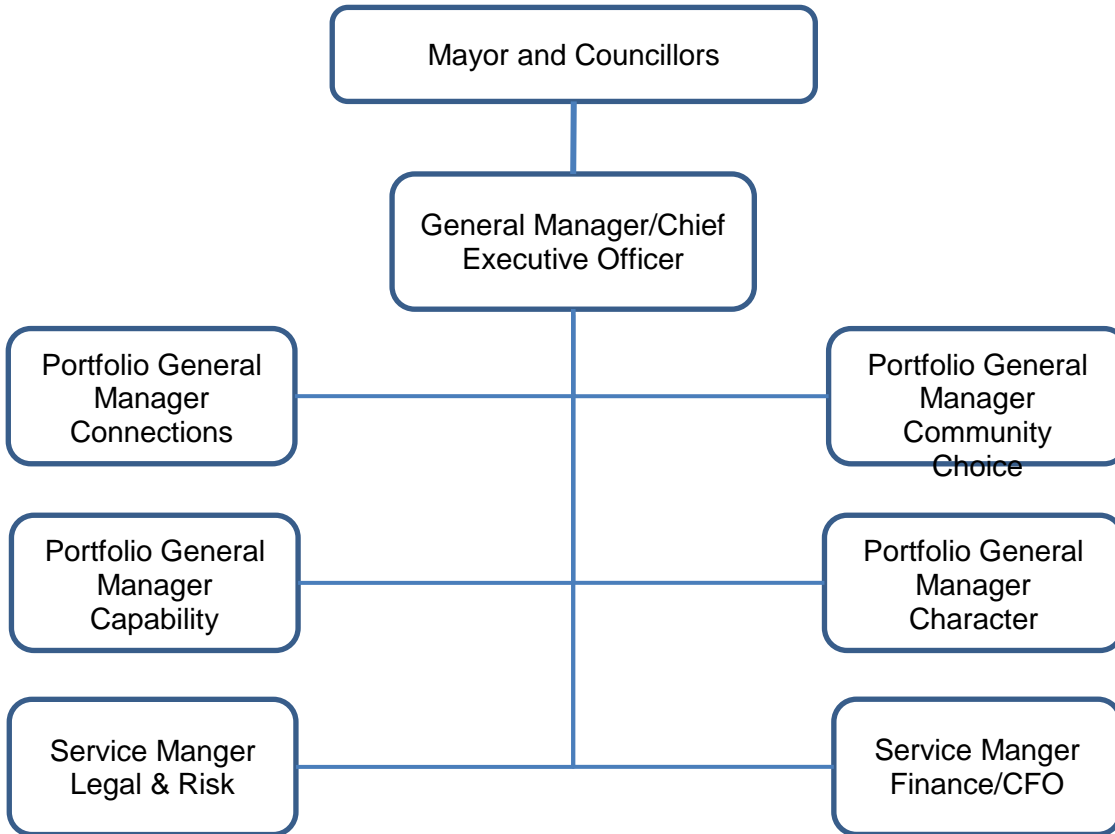 Mayor and Councillors
General Manager/Chief
Executive Officer
Portfolio General
Manager
Connections
Portfolio General
Manager
Community
Choice
Portfolio General
Manager
Capability
Portfolio General
Manager
Character
Service Manger
Legal & Risk
Service Manger
Finance/CFO